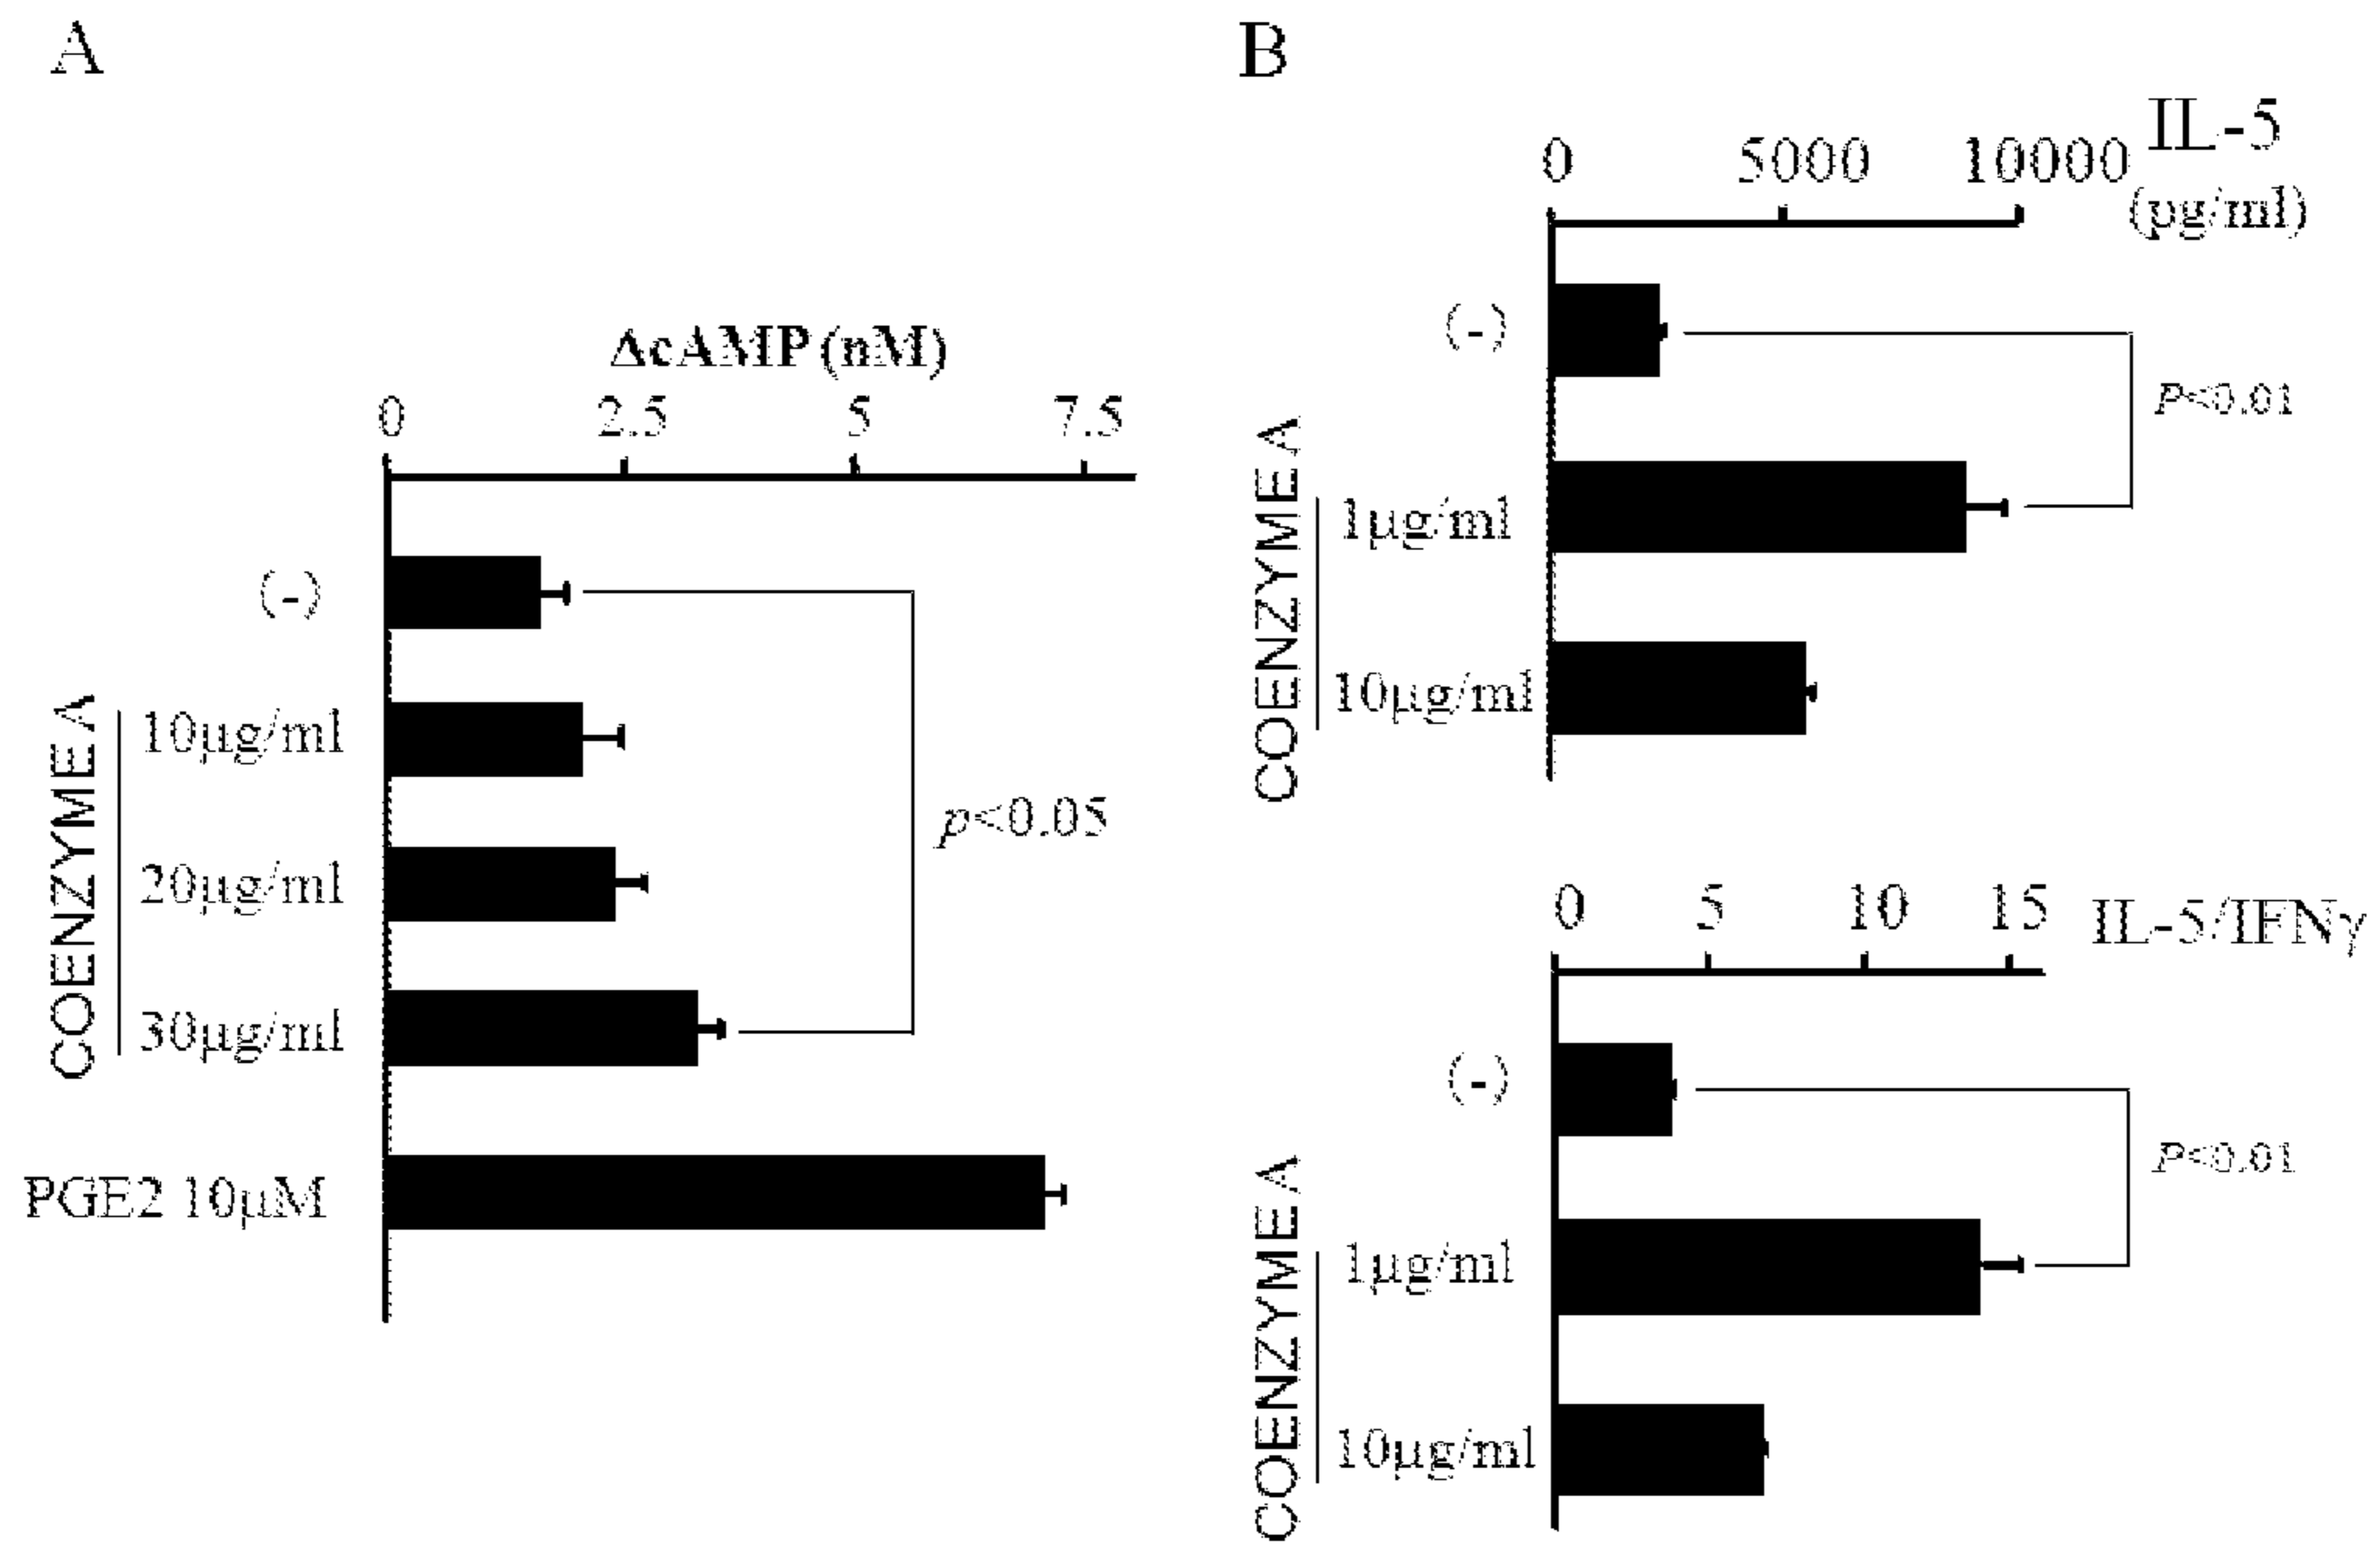 A
ΔcAMP (nM)
0 2.5 5 7.5
(-)
COENZYME A
10µg/ml
20µg/ml
30µg/ml
PGE2 10µM
p<0.05
B
IL-5
(pg/ml)
0 5000 10000
(-)
COENZYME A
1µg/ml
10µg/ml
P<0.01
0 5 10 15 IL-5/IFNγ
(-)
COENZYME A
1µg/ml
10µg/ml
P<0.01